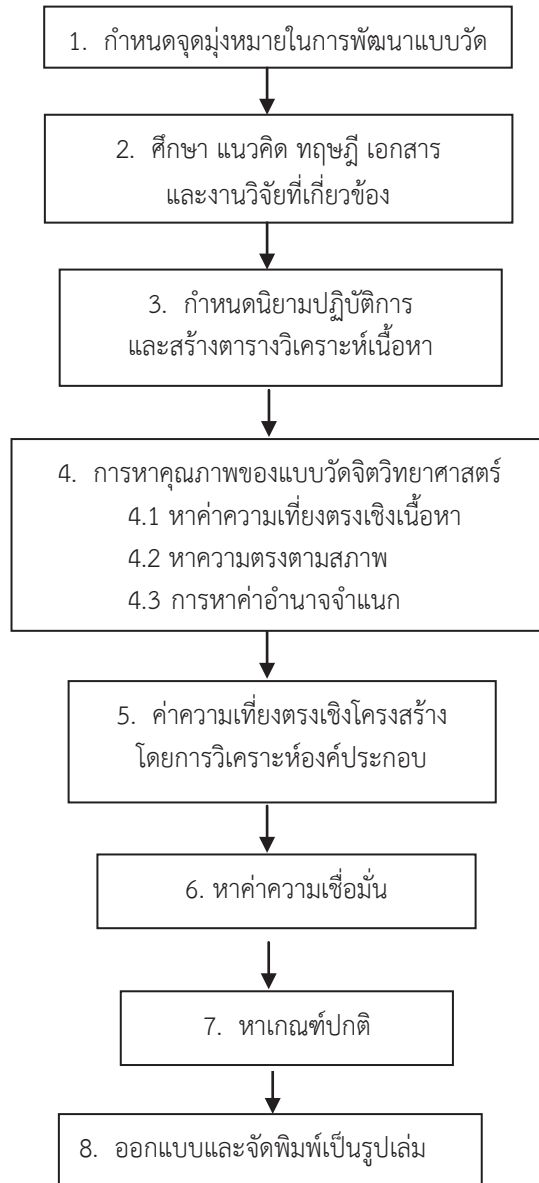 1. กำหนดจุดมุ่งหมายในการพัฒนาแบบวัด
2. ศึกษา แนวคิด ทฤษฎี เอกสาร
และงานวิจัยที่เกี่ยวข้อง
3. กำหนดนิยามปฏิบัติการ
และสร้างตารางวิเคราะห์เนื้อหา
4. การหาคุณภาพของแบบวัดจิตวิทยาศาสตร์
4.1 หาค่าความเที่ยงตรงเชิงเนื้อหา
4.2 หาความตรงตามสภาพ
4.3 การหาค่าอำนาจจำแนก
5. ค่าความเที่ยงตรงเชิงโครงสร้าง
โดยการวิเคราะห์องค์ประกอบ
6. หาค่าความเชื่อมั่น
7. หาเกณฑ์ปกติ
8. ออกแบบและจัดพิมพ์เป็นรูปเล่ม